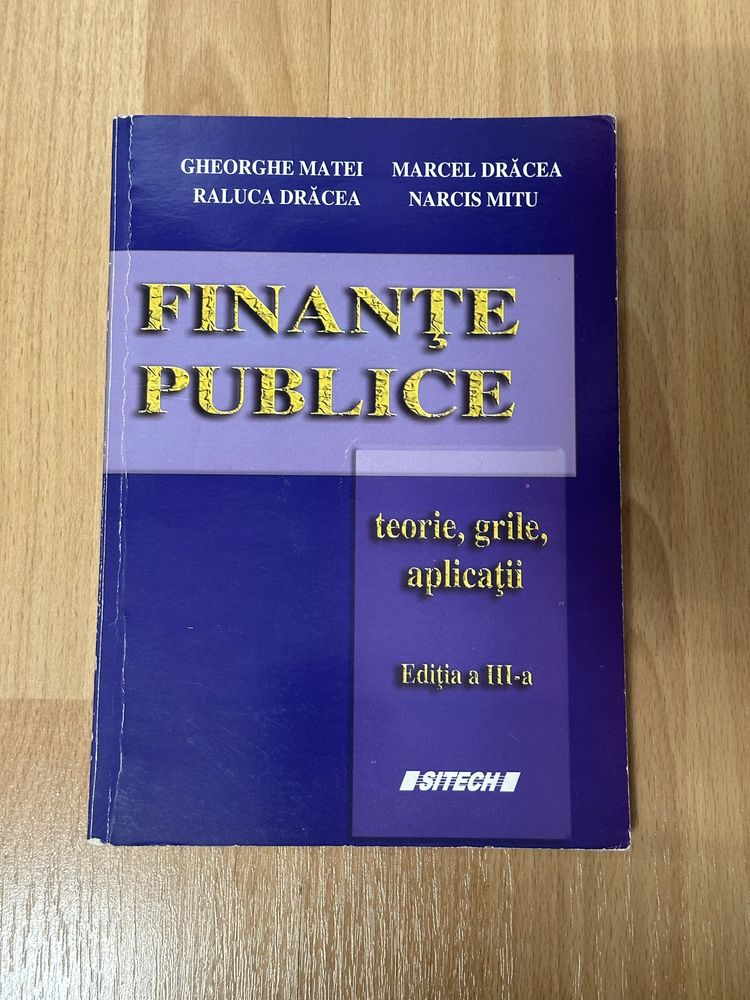 GHEORGHE MATEI MARCEL DRĂCEA
RALUCA DRĂCEA NARCIS MITU
FINANŢE
PUBLICE
teorie, grile,
aplicaţii
Ediţia a III-a
SITECH